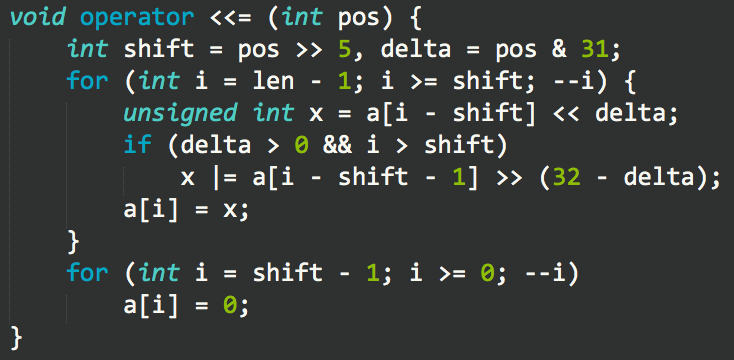 void operator <<= (int pos) {
    int shift = pos >> 5, delta = pos & 31;
    for (int i = len - 1; i >= shift; --i) {
        unsigned int x = a[i - shift] << delta;
        if (delta > 0 && i > shift)
            x |= a[i - shift - 1] >> (32 - delta);
        a[i] = x;
    }
    for (int i = shift - 1; i >= 0; --i)
        a[i] = 0;
}